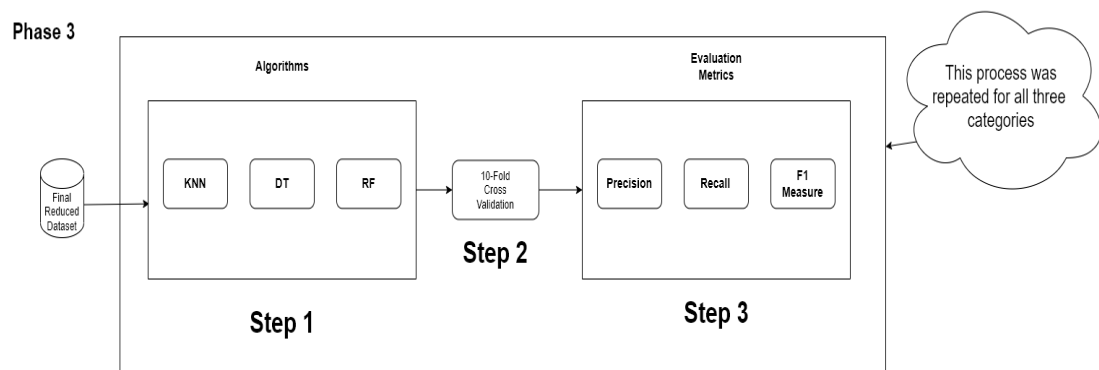 Phase 3
Algorithms
Evaluation
Metrics
This process was
repeated for all three
categories
Final
Reduced
Dataset
KNN
DT
RF
10-Fold
Cross
Validation
Precision
Recall
F1
Measure
Step 1
Step 2
Step 3